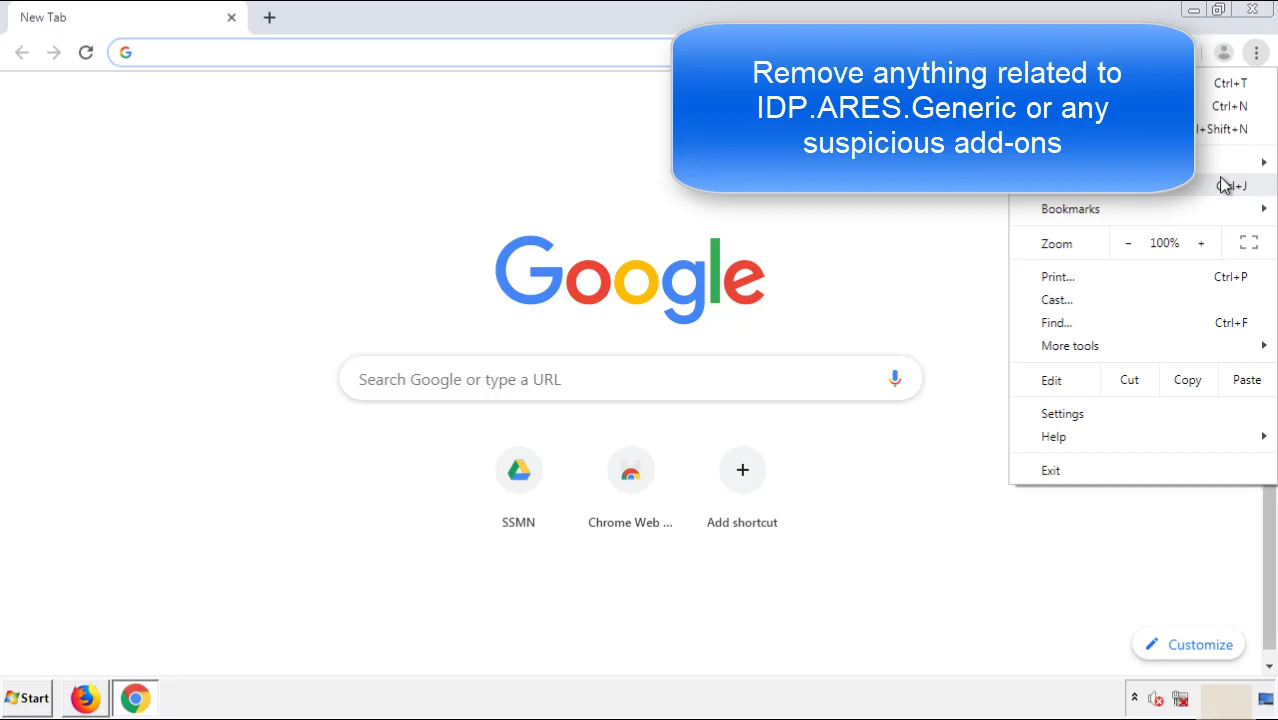 New Tab
Remove anything related to
IDP.ARES.Generic or any
suspicious add-ons
Ctrl+T
Ctrl+N
l+Shift+N
Bookmarks
Zoom - 100% +
Print... Ctrl+P
Cast...
Find... Ctrl+F
More tools
Edit Cut Copy Paste
Settings
Help
Exit
Google
Search Google or type a URL
SSMN Chrome Web ... Add shortcut
Customize
Start